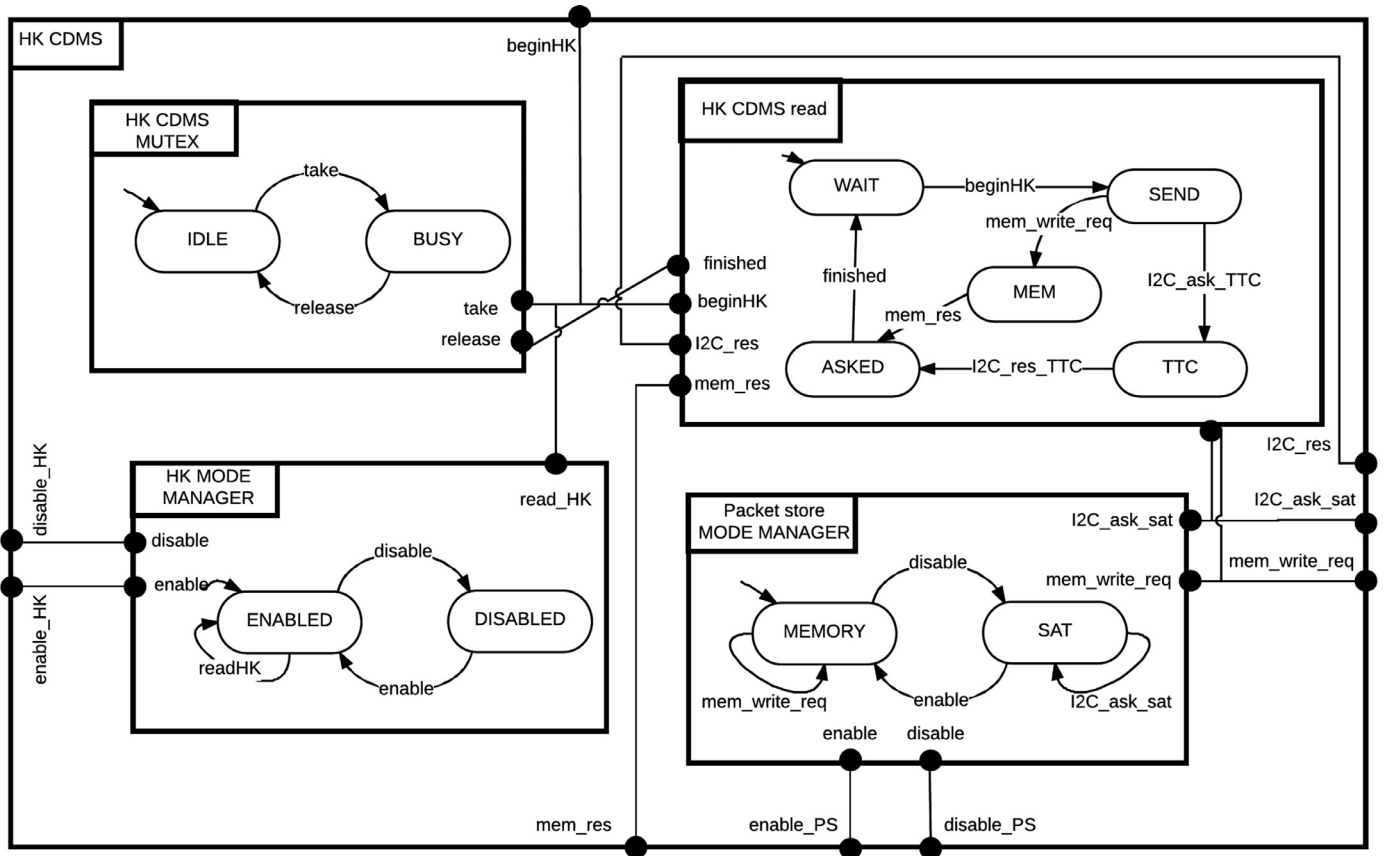 HK CDMS
beginHK
HK CDMS
MUTEX
take
IDLE
BUSY
release
take
release
HK CDMS read
WAIT
beginHK
SEND
mem_write_req
finished
I2C_ask_TTC
MEM
mem_res
ASKED
I2C_res_TTC
TTC
finished
beginHK
I2C_res
mem_res
disable_HK
enable_HK
HK MODE
MANAGER
read_HK
disable
enable
disable
ENABLED
DISABLED
readHK
enable
Packet store
MODE MANAGER
I2C_ask_sat
mem_write_req
disable
MEMORY
SAT
mem_write_req
enable
I2C_ask_sat
enable
disable
I2C_res
I2C_ask_sat
mem_write_req
mem_res
enable_PS
disable_PS